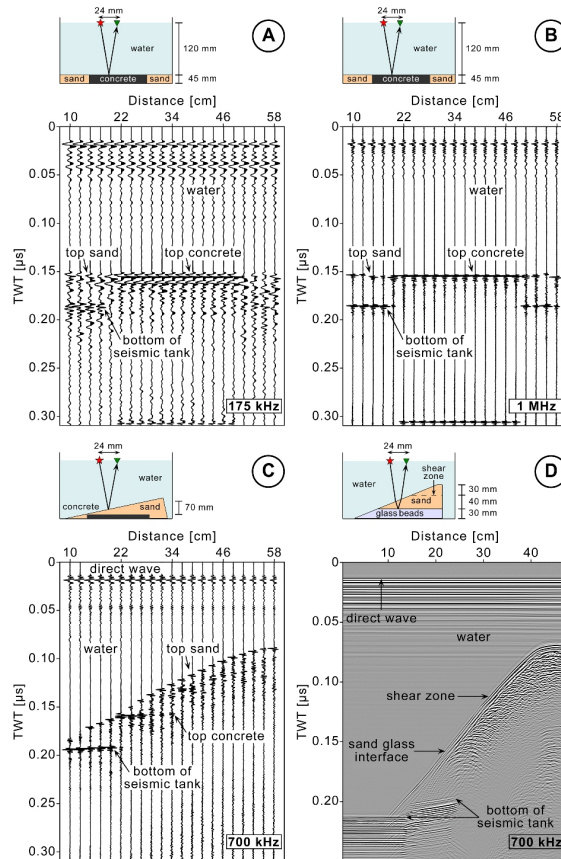 24 mm
A
water
120 mm
sand concrete sand
45 mm
Distance [cm]
10 22 34 46 58
TWT [µs]
0
0.05
0.10
0.15
0.20
0.25
0.30
water
top sand
top concrete
bottom of
seismic tank
175 kHz
24 mm
B
water
120 mm
sand concrete sand
45 mm
Distance [cm]
10 22 34 46 58
TWT [µs]
0
0.05
0.10
0.15
0.20
0.25
0.30
water
top sand
top concrete
bottom of
seismic tank
1 MHz
24 mm
C
water
concrete
sand
70 mm
Distance [cm]
10 22 34 46 58
TWT [µs]
0
0.05
0.10
0.15
0.20
0.25
0.30
direct wave
water
top sand
top concrete
bottom of
seismic tank
700 kHz
24 mm
D
shear
zone
water
sand
glass beads
30 mm
40 mm
30 mm
Distance [cm]
10 20 30 40
TWT [µs]
0
0.05
0.10
0.15
0.20
direct wave
water
shear zone
sand glass
interface
bottom of
seismic tank
700 kHz